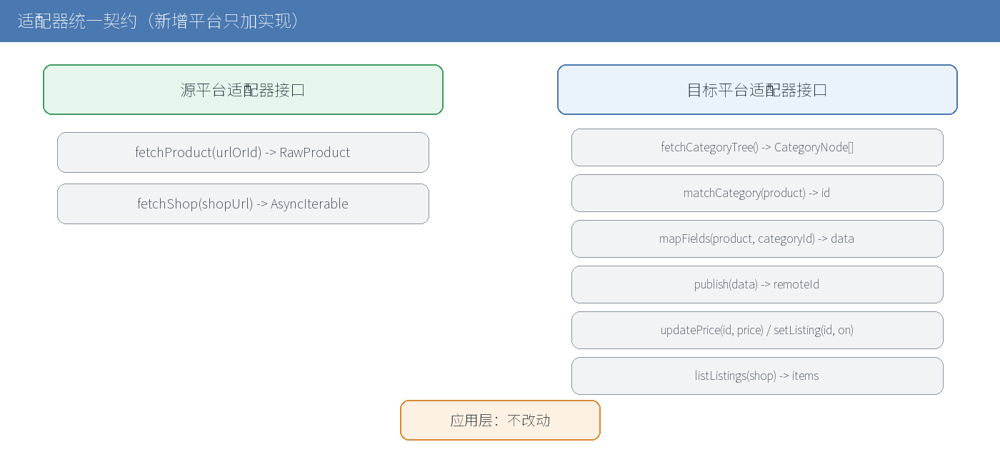 适配器统一契约（新增平台只加实现）
源平台适配器接口
fetchProduct(urlOrId) -> RawProduct
fetchShop(shopUrl) -> AsyncIterable
目标平台适配器接口
fetchCategoryTree() -> CategoryNode[]
matchCategory(product) -> id
mapFields(product, categoryId) -> data
publish(data) -> remoteId
updatePrice(id, price) / setListing(id, on)
listListings(shop) -> items
应用层：不改动